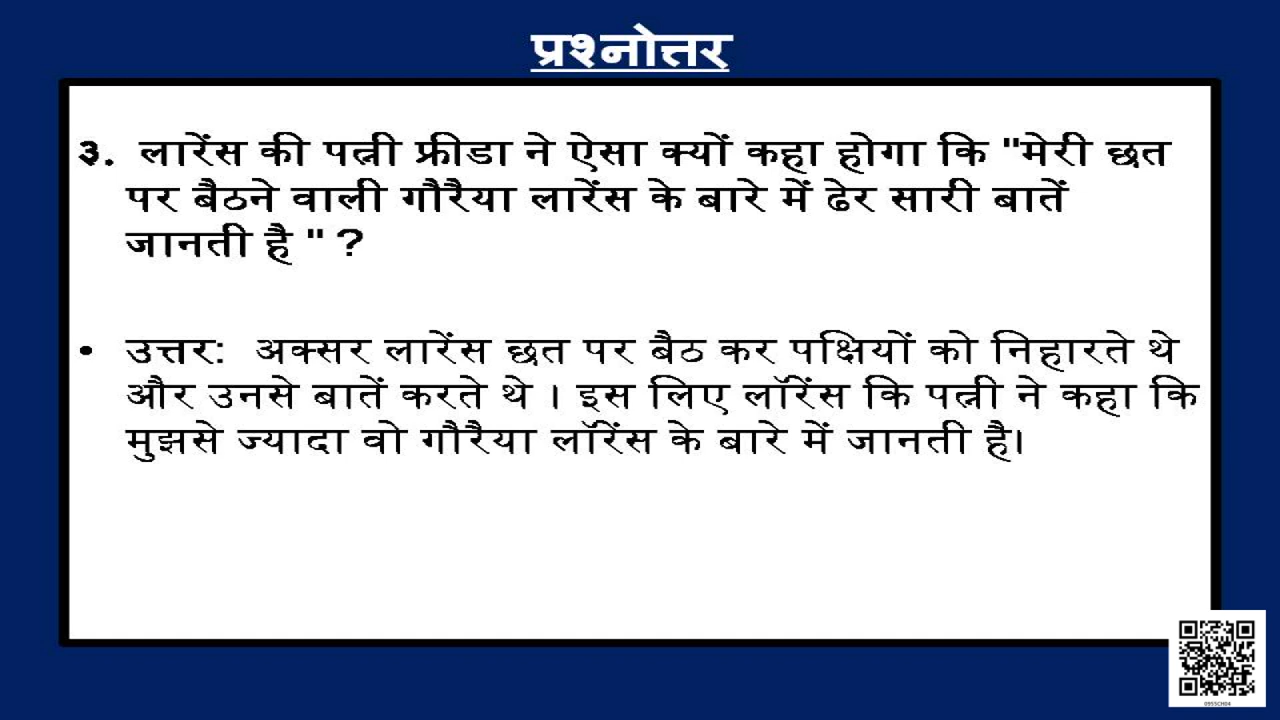 प्रश्नोत्तर
३. लारेंस की पत्नी फ्रीडा ने ऐसा क्यों कहा होगा कि "मेरी छत
पर बैठने वाली गौरैया लारेंस के बारे में ढेर सारी बातें
जानती है " ?
• उत्तर: अक्सर लारेंस छत पर बैठ कर पक्षियों को निहारते थे
और उनसे बातें करते थे । इस लिए लॉरेंस कि पत्नी ने कहा कि
मुझसे ज्यादा वो गौरैया लॉरेंस के बारे में जानती है।
0955CH04